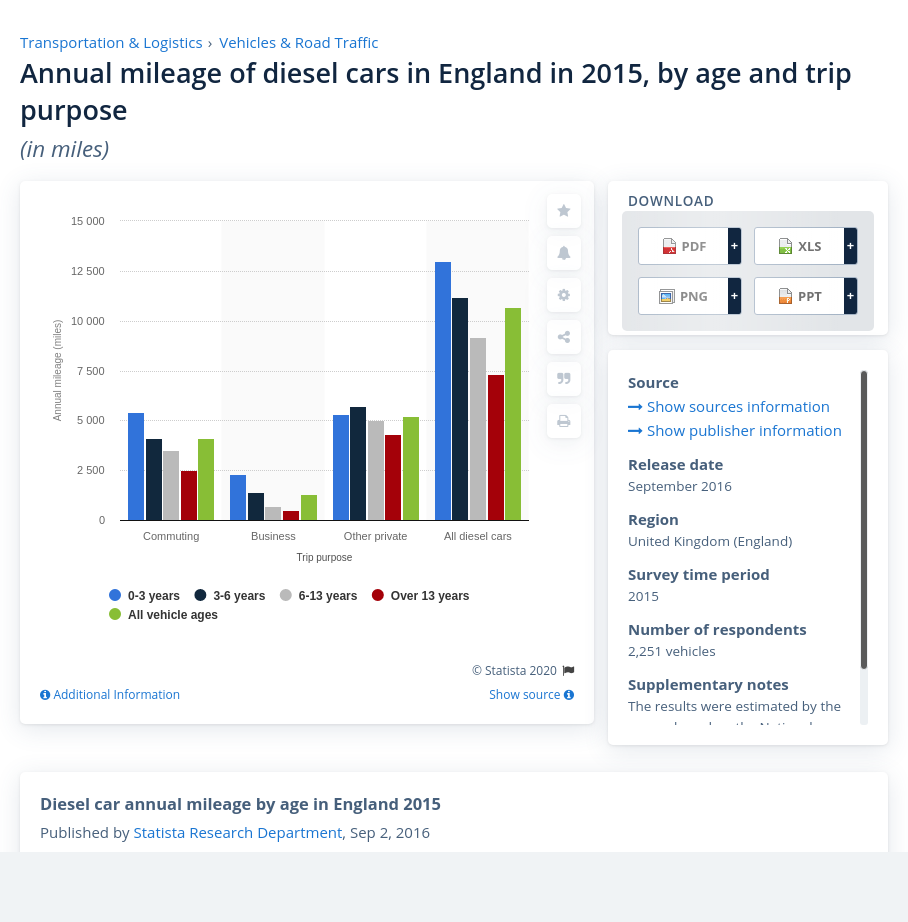 Transportation & Logistics › Vehicles & Road Traffic
Annual mileage of diesel cars in England in 2015, by age and trip
purpose
(in miles)
15 000
12 500
10 000
7 500
5 000
2 500
0
Annual mileage (miles)
Commuting
Business
Other private
All diesel cars
Trip purpose
0-3 years
3-6 years
6-13 years
Over 13 years
All vehicle ages
© Statista 2020
Additional Information
Show source
DOWNLOAD
PDF +
XLS +
PNG +
PPT +
Source
Show sources information
Show publisher information
Release date
September 2016
Region
United Kingdom (England)
Survey time period
2015
Number of respondents
2,251 vehicles
Supplementary notes
The results were estimated by the
Diesel car annual mileage by age in England 2015
Published by Statista Research Department, Sep 2, 2016